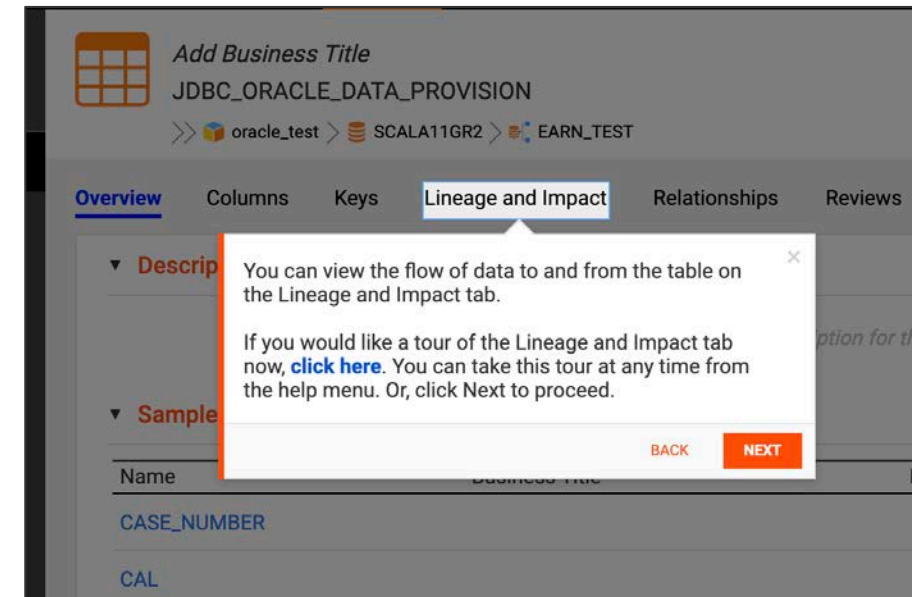 Add Business Title
JDBC_ORACLE_DATA_PROVISION
oracle_test > SCALA11GR2 > EARN_TEST
Overview Columns Keys Lineage and Impact Relationships Reviews
Descrip
You can view the flow of data to and from the table on
the Lineage and Impact tab.
If you would like a tour of the Lineage and Impact tab
now, click here. You can take this tour at any time from
the help menu. Or, click Next to proceed.
ption for th
Sample
BACK NEXT
Name Business Title
CASE_NUMBER
CAL